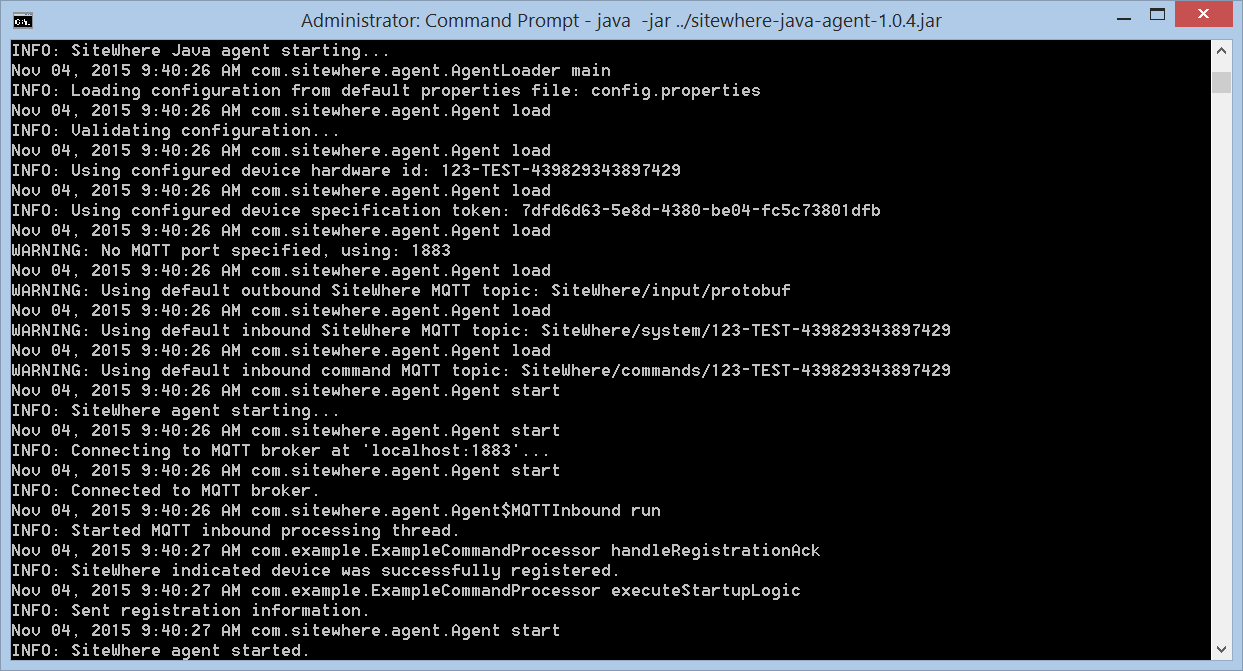 Administrator: Command Prompt - java  -jar ../sitewhere-java-agent-1.0.4.jar
INFO: SiteWhere Java agent starting...
Nov 04, 2015 9:40:26 AM com.sitewhere.agent.AgentLoader main
INFO: Loading configuration from default properties file: config.properties
Nov 04, 2015 9:40:26 AM com.sitewhere.agent.Agent load
INFO: Validating configuration...
Nov 04, 2015 9:40:26 AM com.sitewhere.agent.Agent load
INFO: Using configured device hardware id: 123-TEST-439829343897429
Nov 04, 2015 9:40:26 AM com.sitewhere.agent.Agent load
INFO: Using configured device specification token: 7dfd6d63-5e8d-4380-be04-fc5c73801dfb
Nov 04, 2015 9:40:26 AM com.sitewhere.agent.Agent load
WARNING: No MQTT port specified, using: 1883
Nov 04, 2015 9:40:26 AM com.sitewhere.agent.Agent load
WARNING: Using default outbound SiteWhere MQTT topic: SiteWhere/input/protobuf
Nov 04, 2015 9:40:26 AM com.sitewhere.agent.Agent load
WARNING: Using default inbound SiteWhere MQTT topic: SiteWhere/system/123-TEST-439829343897429
Nov 04, 2015 9:40:26 AM com.sitewhere.agent.Agent load
WARNING: Using default inbound command MQTT topic: SiteWhere/commands/123-TEST-439829343897429
Nov 04, 2015 9:40:26 AM com.sitewhere.agent.Agent start
INFO: SiteWhere agent starting...
Nov 04, 2015 9:40:26 AM com.sitewhere.agent.Agent start
INFO: Connecting to MQTT broker at 'localhost:1883'...
Nov 04, 2015 9:40:26 AM com.sitewhere.agent.Agent start
INFO: Connected to MQTT broker.
Nov 04, 2015 9:40:26 AM com.sitewhere.agent.Agent$MQTTInbound run
INFO: Started MQTT inbound processing thread.
Nov 04, 2015 9:40:27 AM com.example.ExampleCommandProcessor handleRegistrationAck
INFO: SiteWhere indicated device was successfully registered.
Nov 04, 2015 9:40:27 AM com.example.ExampleCommandProcessor executeStartupLogic
INFO: Sent registration information.
Nov 04, 2015 9:40:27 AM com.sitewhere.agent.Agent start
INFO: SiteWhere agent started.